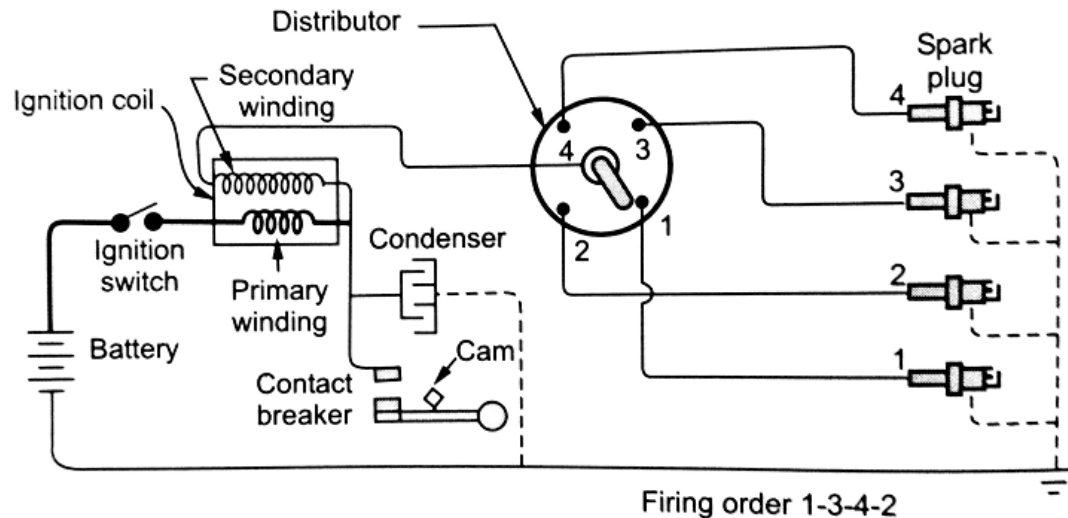 Distributor
Spark
plug
Secondary
winding
Ignition coil
4
4
3
3
Ignition
switch
Condenser
2
1
2
Primary
winding
Battery
Cam
Contact
breaker
1
Firing order 1-3-4-2